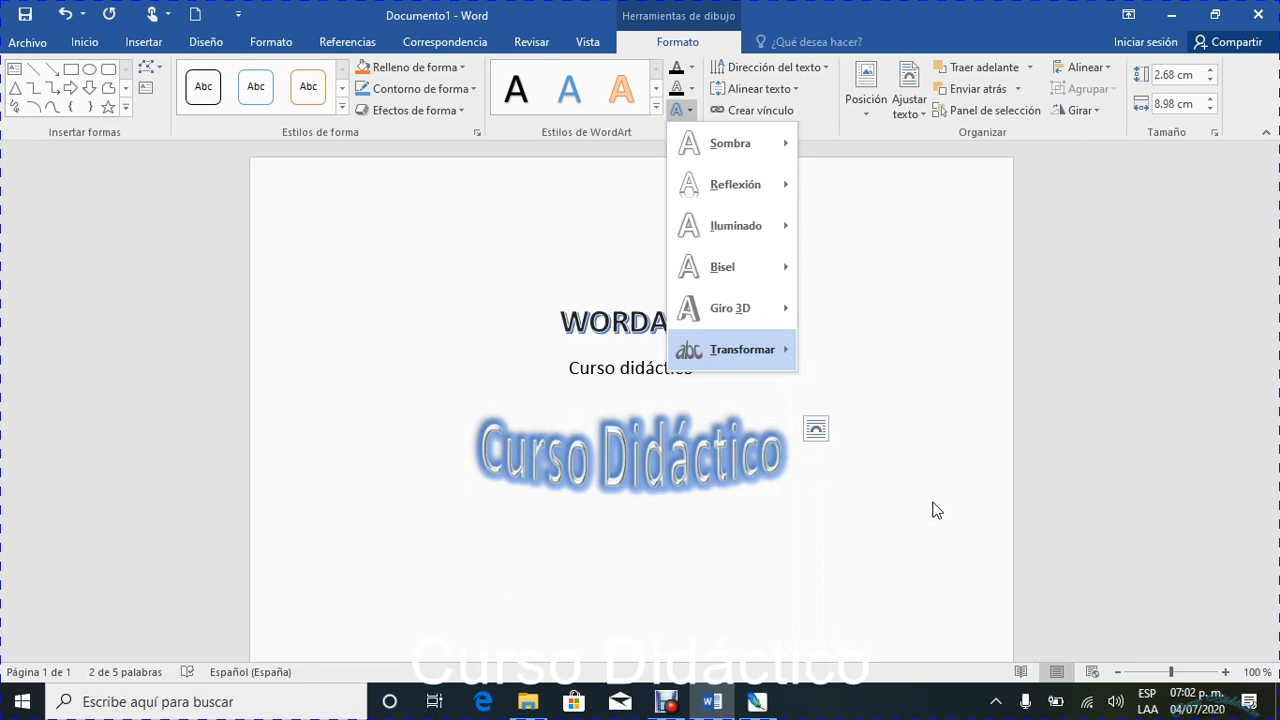 Documento1 - Word
Herramientas de dibujo
Archivo Inicio Insertar Diseño Formato Referencias Correspondencia Revisar Vista Formato ¿Qué desea hacer? Iniciar sesión Compartir
Abc Abc Abc
Relleno de forma
Contorno de forma
Efectos de forma
A A A
Dirección del texto
Alinear texto
Crear vínculo
Posición
Ajustar texto
Traer adelante
Enviar atrás
Panel de selección
Alinear
Agrupar
Girar
2.68 cm
8.98 cm
Insertar formas Estilos de forma Estilos de WordArt Organizar Tamaño
Sombra
Reflexión
Iluminado
Bisel
Giro 3D
abc Transformar
WORDA
Curso didáctico
Curso Didáctico
Curso Didáctico
Página 1 de 1 2 de 5 palabras Español (España) 100 %
Escribe aquí para buscar
ESP 07:02 p. m.
LAA 04/07/2020